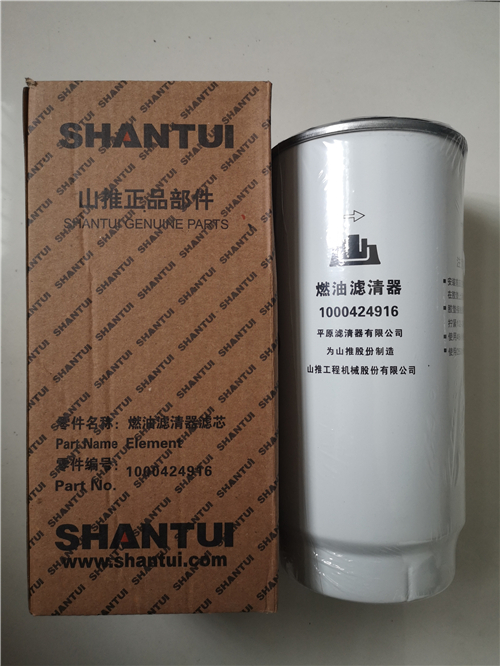 SHANTUI
山推正品部件
SHANTUI GENUINE PARTS
零件名称：燃油滤清器滤芯
Part Name Element
零件编号：1000424916
Part No.
SHANTUI
www.shantui.com
燃油滤清器
1000424916
平原滤清器有限公司
为山推股份制造
山推工程机械股份有限公司